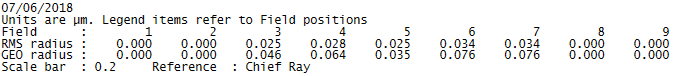 07/06/2018
Units are µm. Legend items refer to Field positions
Field : 1 2 3 4 5 6 7 8 9
RMS radius : 0.000 0.000 0.025 0.028 0.025 0.034 0.034 0.000 0.000
GEO radius : 0.000 0.000 0.046 0.064 0.035 0.076 0.076 0.000 0.000
Scale bar : 0.2 Reference : Chief Ray